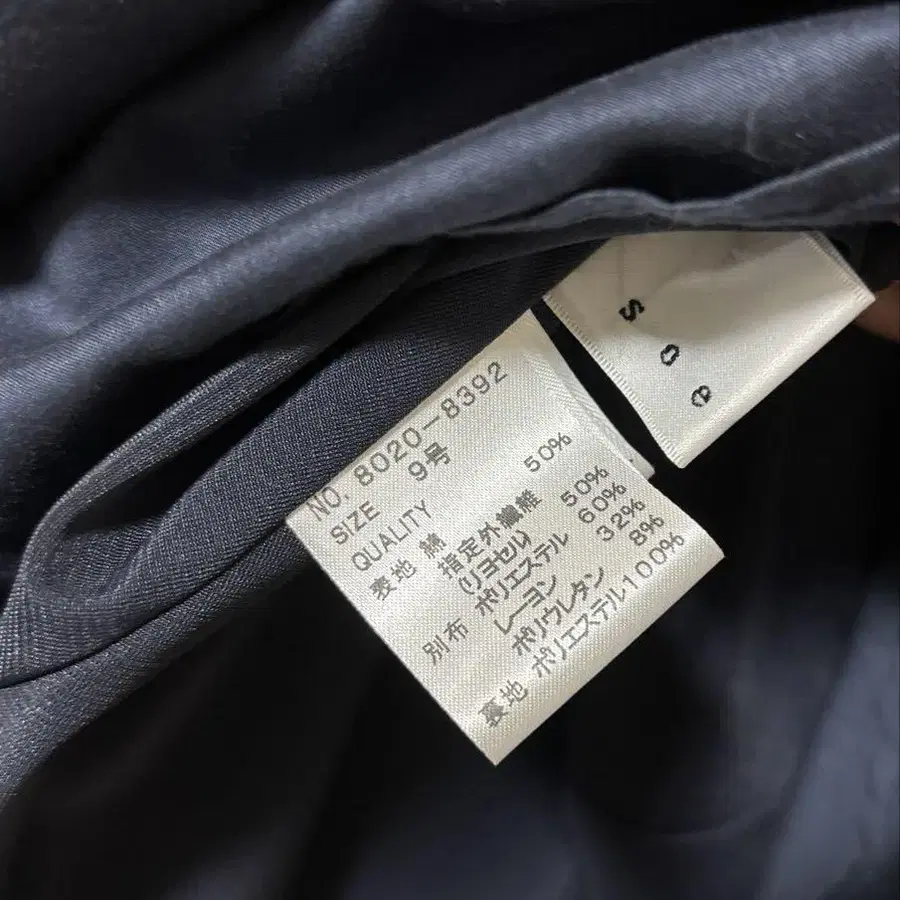 NO. 8020-8392
SIZE 9号
QUALITY
表地 綿 50%
指定外繊維 50%
(リヨセル)
別布 ポリエステル 60%
レーヨン 32%
ポリウレタン 8%
裏地 ポリエステル100%
soe